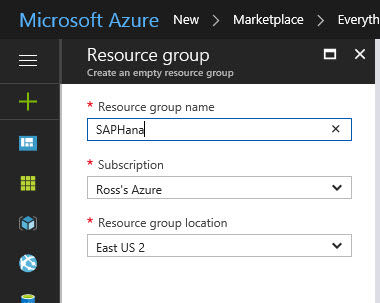 Microsoft Azure New > Marketplace > Everyth
Resource group
Create an empty resource group
* Resource group name
SAPHana
* Subscription
Ross's Azure
* Resource group location
East US 2